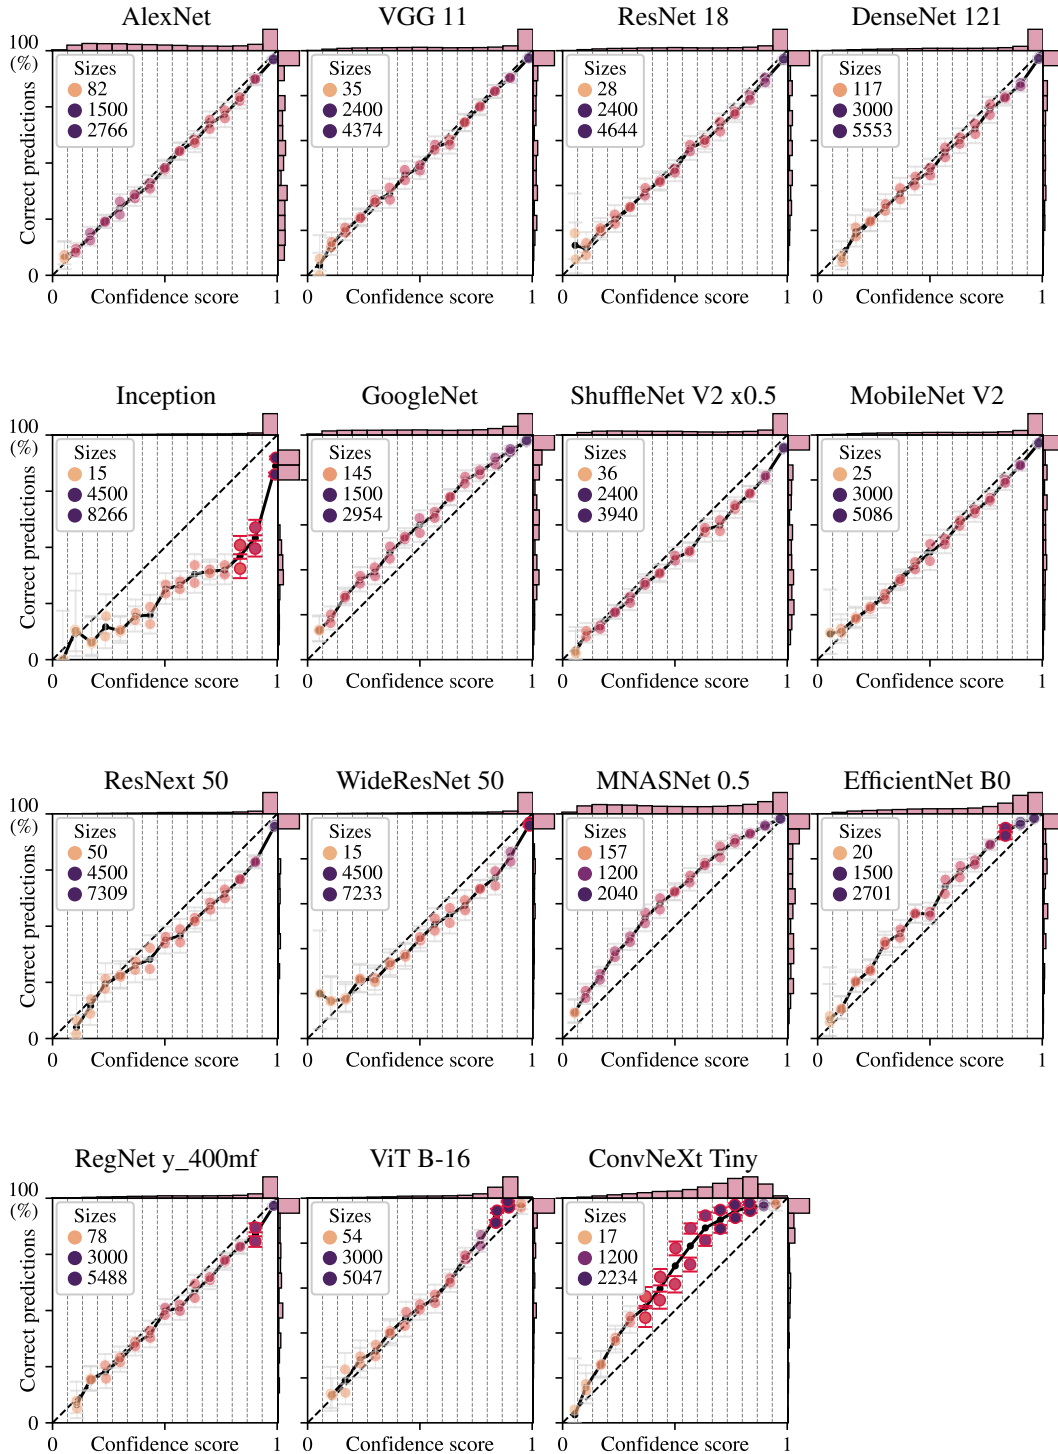 AlexNet
VGG 11
ResNet 18
DenseNet 121
100
(%)
Correct predictions
0
Sizes
82
1500
2766
Sizes
35
2400
4374
Sizes
28
2400
4644
Sizes
117
3000
5553
0 Confidence score 1
0 Confidence score 1
0 Confidence score 1
0 Confidence score 1
Inception
GoogleNet
ShuffleNet V2 x0.5
MobileNet V2
100
(%)
Correct predictions
0
Sizes
15
4500
8266
Sizes
145
1500
2954
Sizes
36
2400
3940
Sizes
25
3000
5086
0 Confidence score 1
0 Confidence score 1
0 Confidence score 1
0 Confidence score 1
ResNext 50
WideResNet 50
MNASNet 0.5
EfficientNet B0
100
(%)
Correct predictions
0
Sizes
50
4500
7309
Sizes
15
4500
7233
Sizes
157
1200
2040
Sizes
20
1500
2701
0 Confidence score 1
0 Confidence score 1
0 Confidence score 1
0 Confidence score 1
RegNet y_400mf
ViT B-16
ConvNeXt Tiny
100
(%)
Correct predictions
0
Sizes
78
3000
5488
Sizes
54
3000
5047
Sizes
17
1200
2234
0 Confidence score 1
0 Confidence score 1
0 Confidence score 1